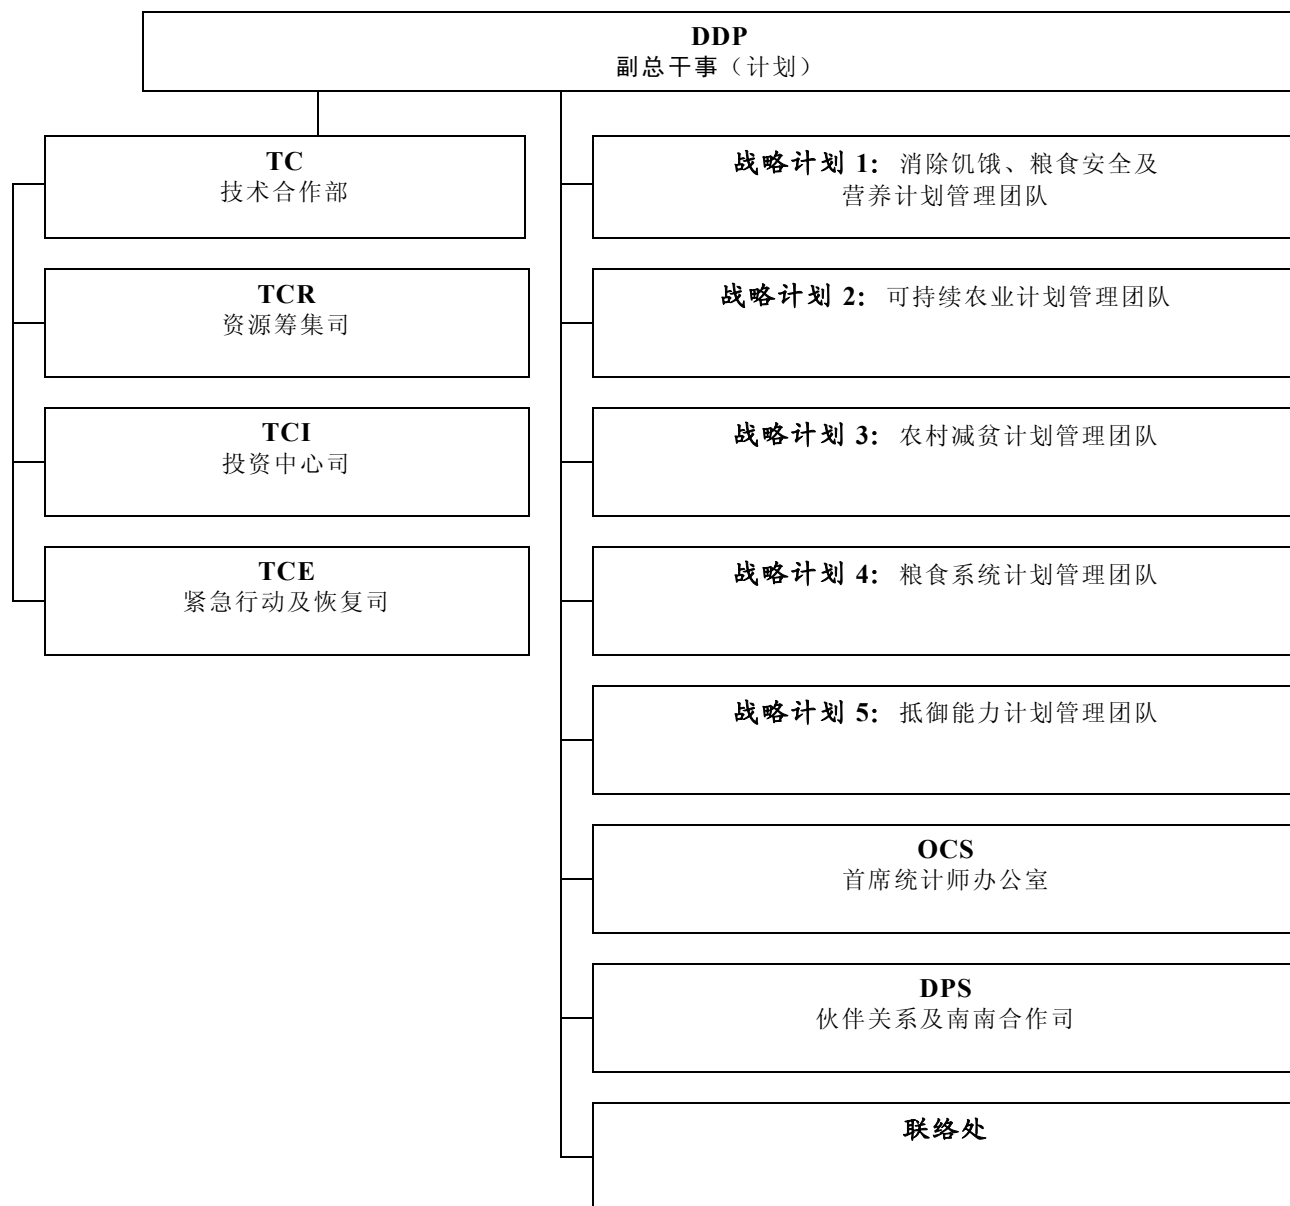 DDP
副总干事（计划）
TC
技术合作部
TCR
资源筹集司
TCI
投资中心司
TCE
紧急行动及恢复司
战略计划 1: 消除饥饿、粮食安全及
营养计划管理团队
战略计划 2: 可持续农业计划管理团队
战略计划 3: 农村减贫计划管理团队
战略计划 4: 粮食系统计划管理团队
战略计划 5: 抵御能力计划管理团队
OCS
首席统计师办公室
DPS
伙伴关系及南南合作司
联络处